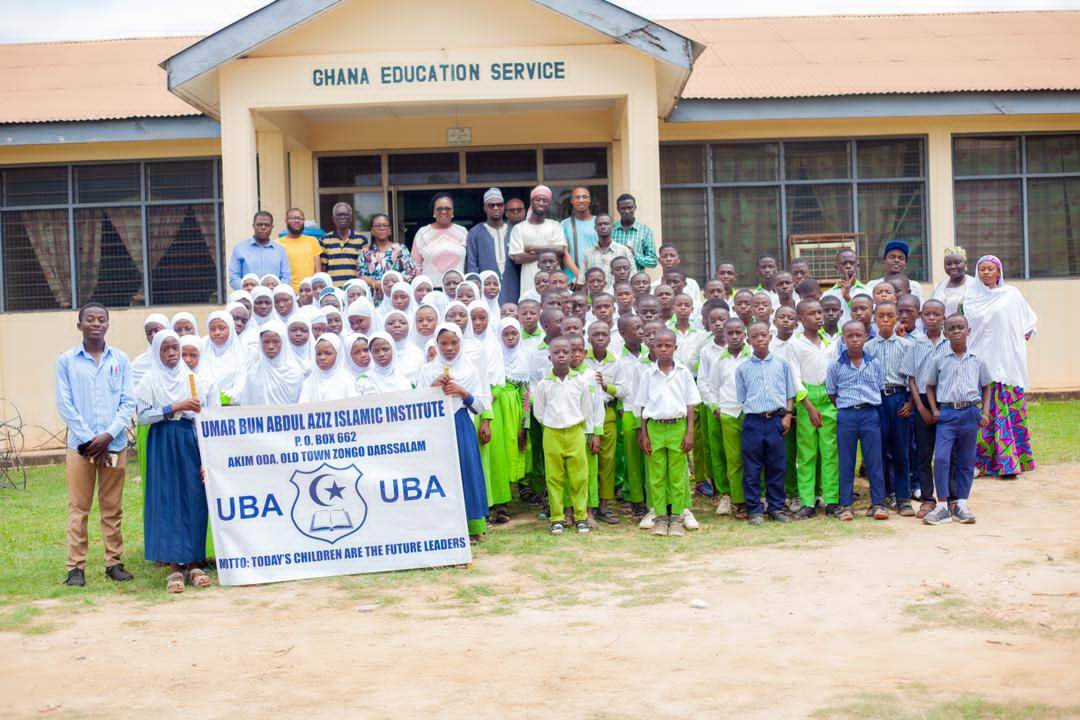 GHANA EDUCATION SERVICE
UMAR BUN ABDUL AZIZ ISLAMIC INSTITUTE
P. O. BOX 662
AKIM ODA, OLD TOWN ZONGO DARSSALAM
UBA UBA
MTTO: TODAY'S CHILDREN ARE THE FUTURE LEADERS